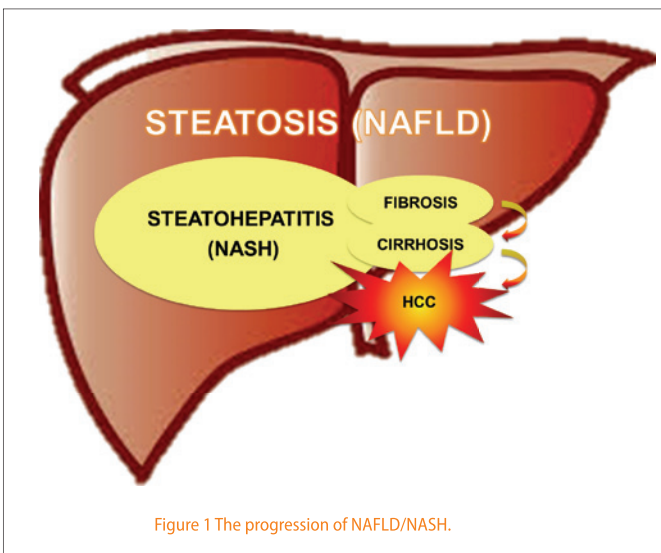 STEATOSIS (NAFLD)
STEATOHEPATITIS
(NASH)
FIBROSIS
CIRRHOSIS
HCC
Figure 1 The progression of NAFLD/NASH.